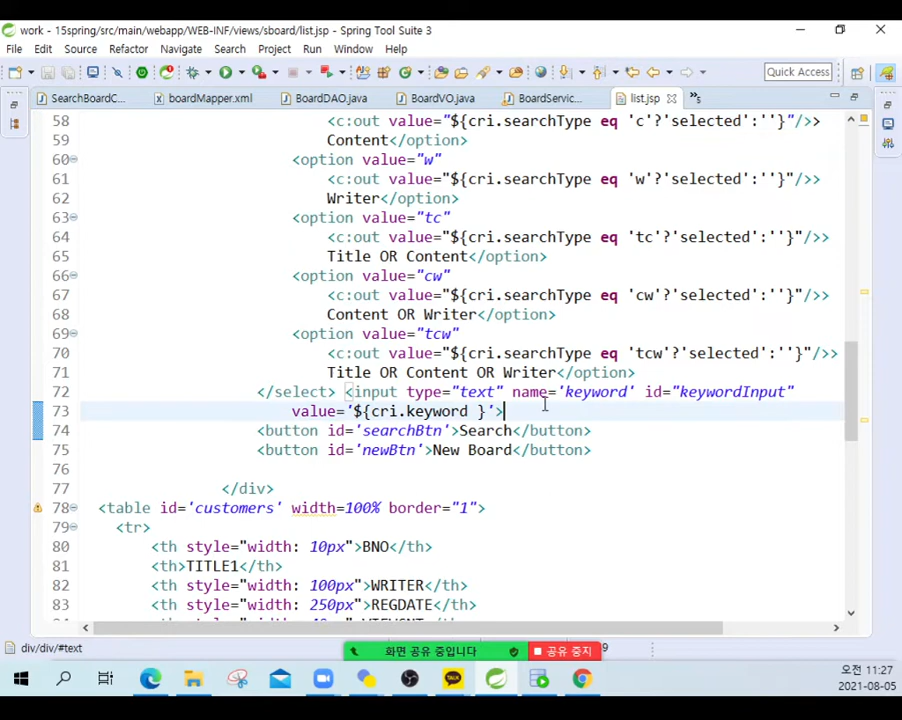 work - 15spring/src/main/webapp/WEB-INF/views/sboard/list.jsp - Spring Tool Suite 3
File Edit Source Refactor Navigate Search Project Run Window Help
Quick Access
SearchBoardC... boardMapper.xml BoardDAO.java BoardVO.java BoardServic... list.jsp »5
58 <c:out value="${cri.searchType eq 'c'?'selected':''}"/>>
59 Content</option>
60 <option value="w"
61 <c:out value="${cri.searchType eq 'w'?'selected':''}"/>>
62 Writer</option>
63 <option value="tc"
64 <c:out value="${cri.searchType eq 'tc'?'selected':''}"/>>
65 Title OR Content</option>
66 <option value="cw"
67 <c:out value="${cri.searchType eq 'cw'?'selected':''}"/>>
68 Content OR Writer</option>
69 <option value="tcw"
70 <c:out value="${cri.searchType eq 'tcw'?'selected':''}"/>>
71 Title OR Content OR Writer</option>
72 </select> <input type="text" name='keyword' id="keywordInput"
73 value='${cri.keyword }'>
74 <button id='searchBtn'>Search</button>
75 <button id='newBtn'>New Board</button>
76
77 </div>
78 <table id='customers' width=100% border="1">
79 <tr>
80 <th style="width: 10px">BNO</th>
81 <th>TITLE1</th>
82 <th style="width: 100px">WRITER</th>
83 <th style="width: 250px">REGDATE</th>
div/div/#text
화면 공유 중입니다 공유 중지 9
TALK
오전 11:27
2021-08-05